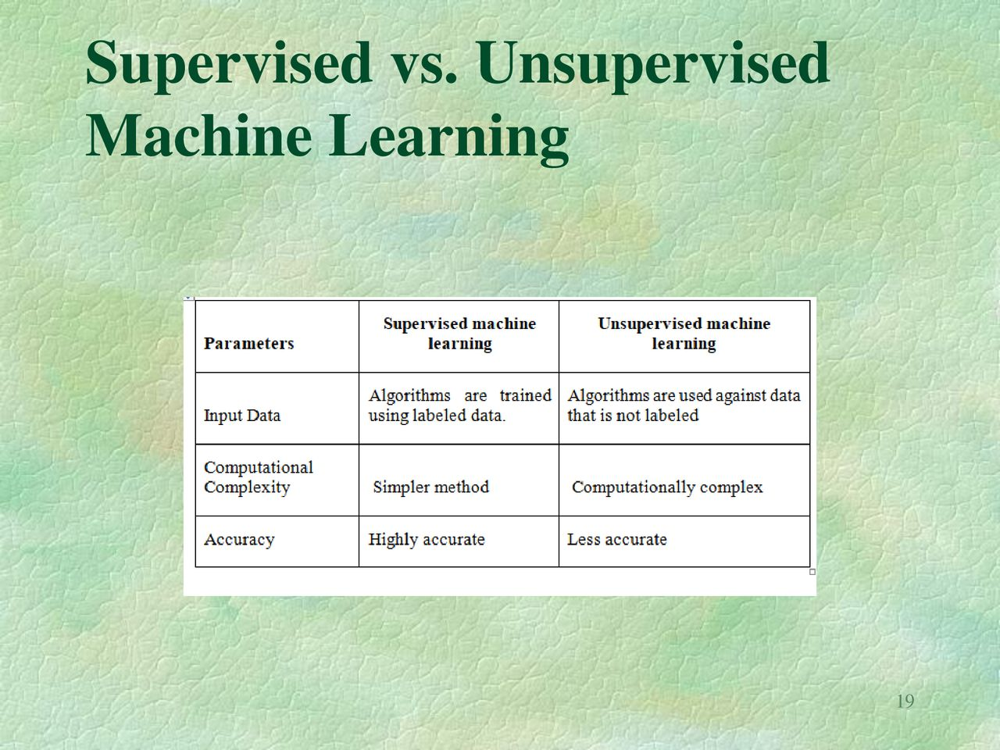 Supervised vs. Unsupervised
Machine Learning
Parameters
Supervised machine
learning
Unsupervised machine
learning
Input Data
Algorithms are trained
using labeled data.
Algorithms are used against data
that is not labeled
Computational
Complexity
Simpler method
Computationally complex
Accuracy
Highly accurate
Less accurate
19